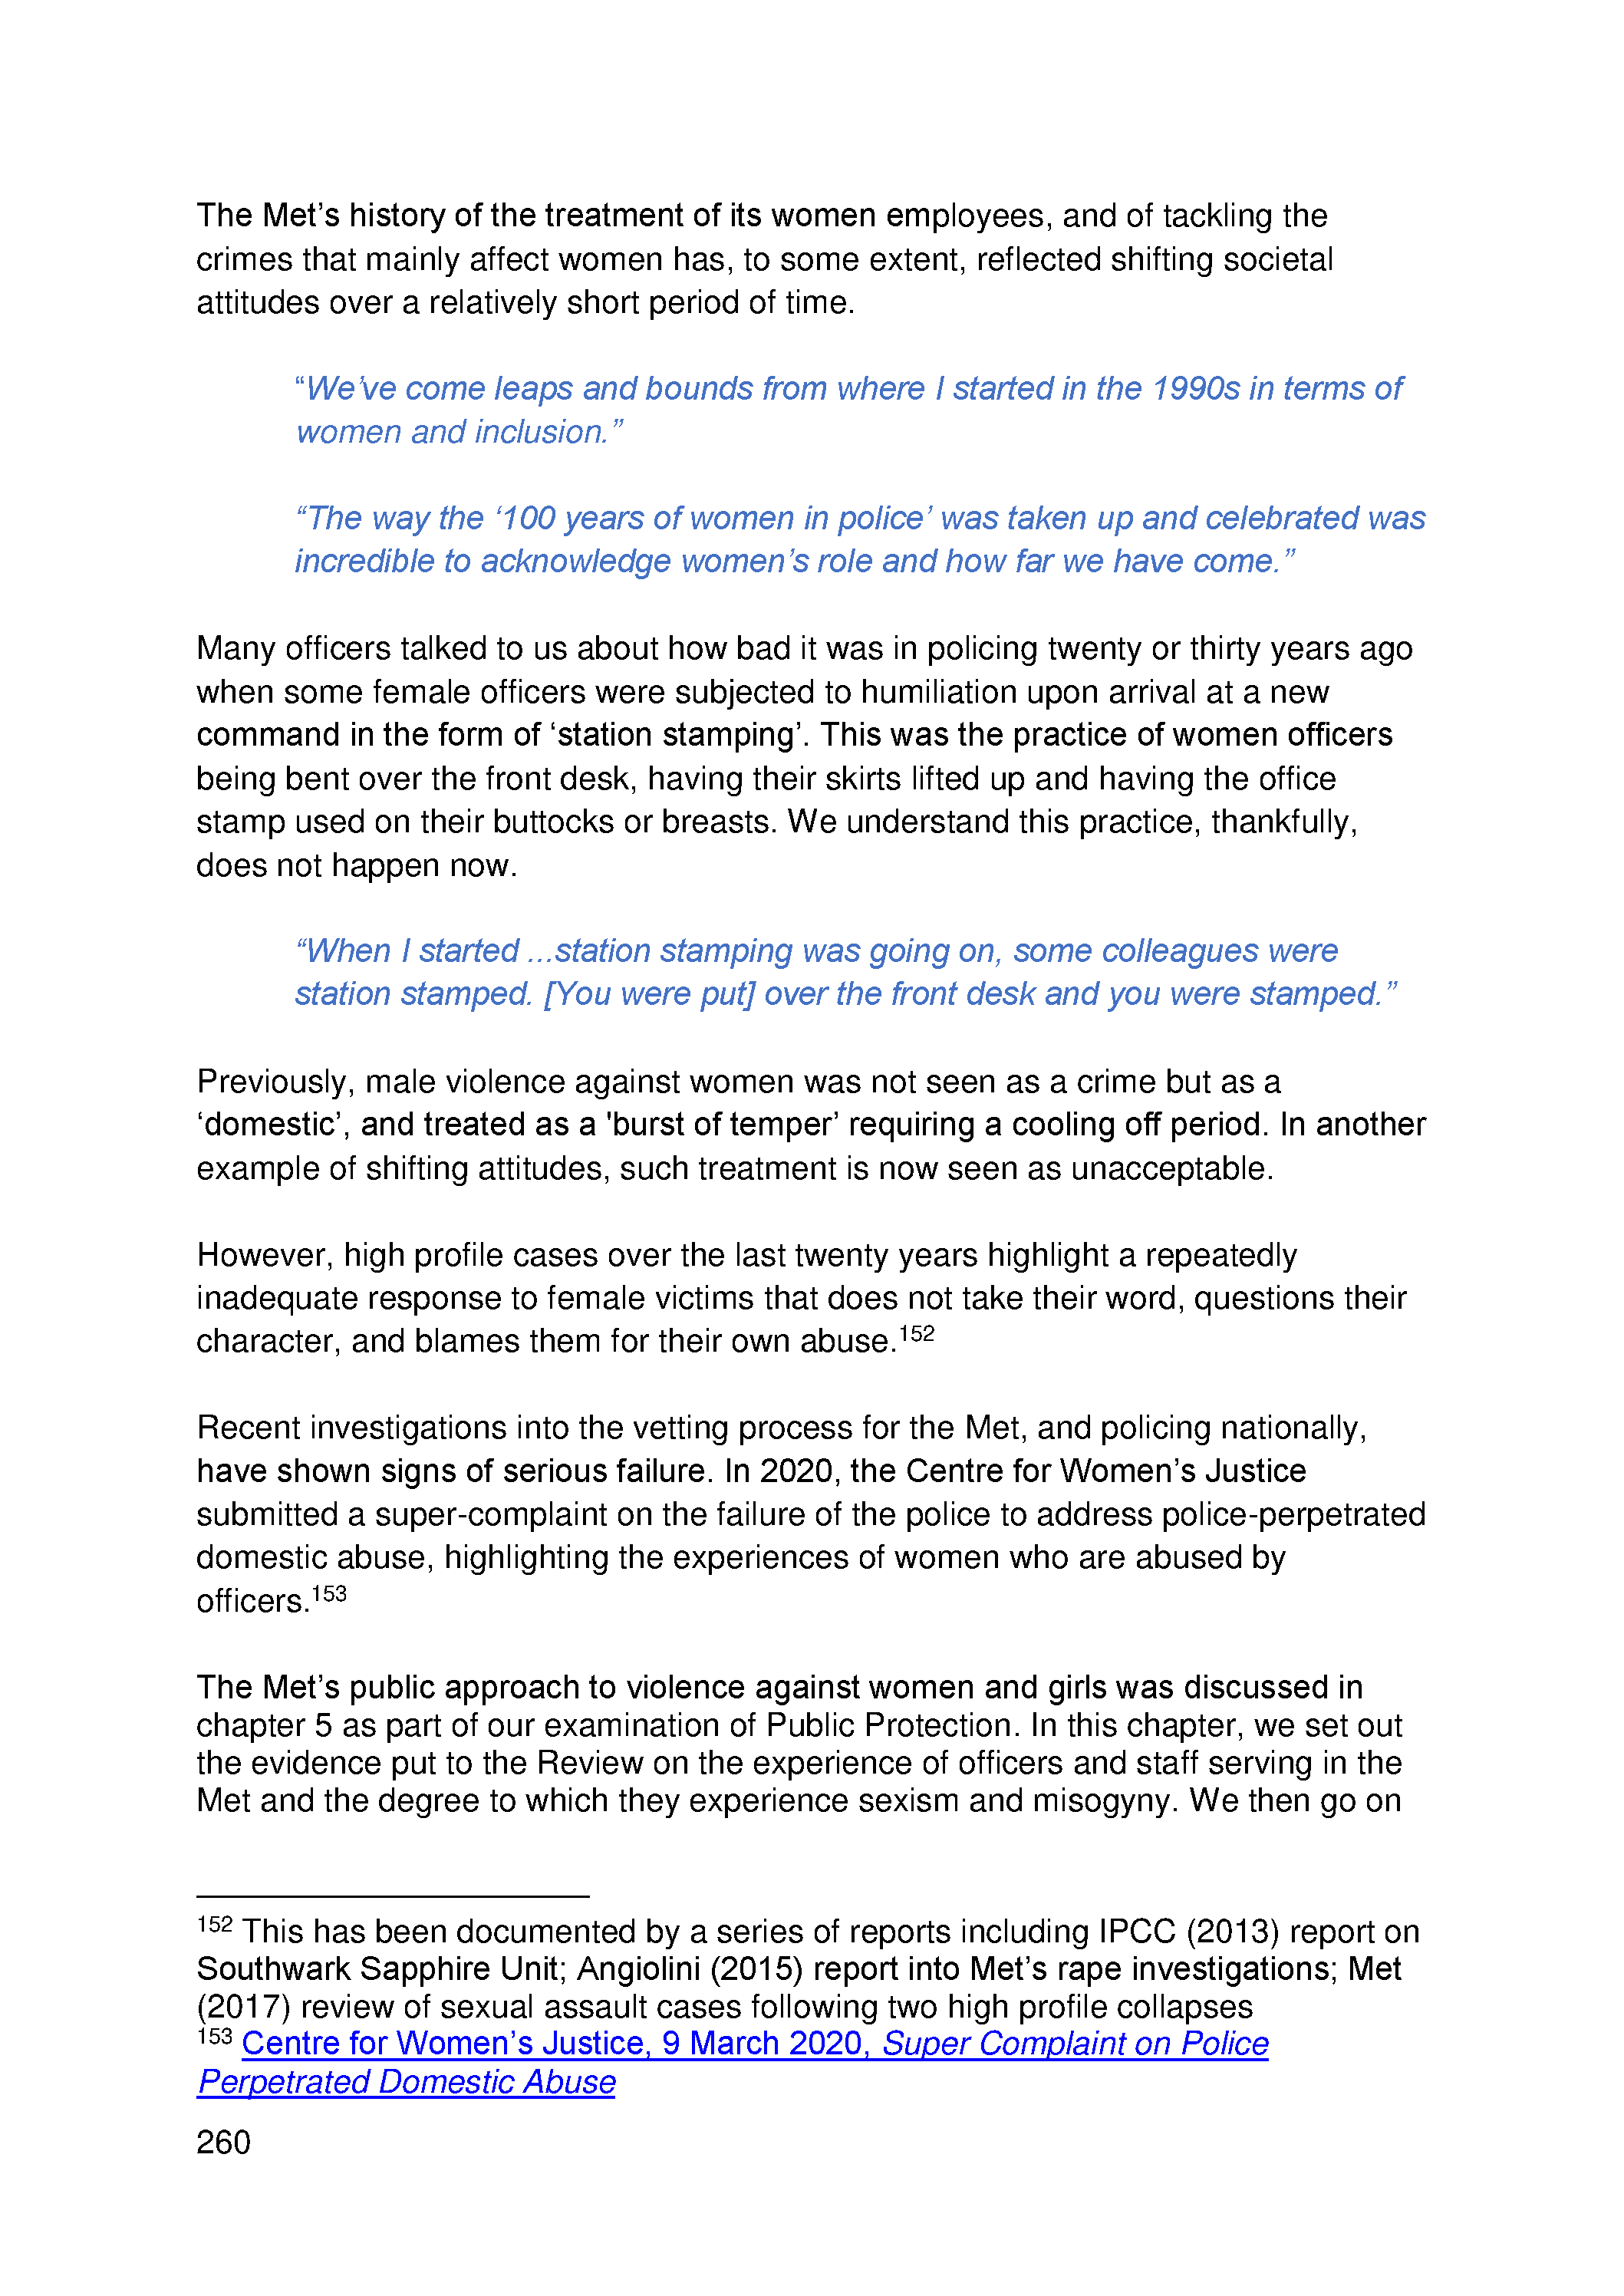 The Met’s history of the treatment of its women employees, and of tackling the
crimes that mainly affect women has, to some extent, reflected shifting societal
attitudes over a relatively short period of time.
“We’ve come leaps and bounds from where I started in the 1990s in terms of
women and inclusion.”
“The way the ‘100 years of women in police’ was taken up and celebrated was
incredible to acknowledge women’s role and how far we have come.”
Many officers talked to us about how bad it was in policing twenty or thirty years ago
when some female officers were subjected to humiliation upon arrival at a new
command in the form of ‘station stamping’. This was the practice of women officers
being bent over the front desk, having their skirts lifted up and having the office
stamp used on their buttocks or breasts. We understand this practice, thankfully,
does not happen now.
“When I started ...station stamping was going on, some colleagues were
station stamped. [You were put] over the front desk and you were stamped.”
Previously, male violence against women was not seen as a crime but as a
‘domestic’, and treated as a 'burst of temper’ requiring a cooling off period. In another
example of shifting attitudes, such treatment is now seen as unacceptable.
However, high profile cases over the last twenty years highlight a repeatedly
inadequate response to female victims that does not take their word, questions their
character, and blames them for their own abuse.152
Recent investigations into the vetting process for the Met, and policing nationally,
have shown signs of serious failure. In 2020, the Centre for Women’s Justice
submitted a super-complaint on the failure of the police to address police-perpetrated
domestic abuse, highlighting the experiences of women who are abused by
officers.153
The Met’s public approach to violence against women and girls was discussed in
chapter 5 as part of our examination of Public Protection. In this chapter, we set out
the evidence put to the Review on the experience of officers and staff serving in the
Met and the degree to which they experience sexism and misogyny. We then go on
152 This has been documented by a series of reports including IPCC (2013) report on
Southwark Sapphire Unit; Angiolini (2015) report into Met’s rape investigations; Met
(2017) review of sexual assault cases following two high profile collapses
153 Centre for Women’s Justice, 9 March 2020, Super Complaint on Police
Perpetrated Domestic Abuse
260